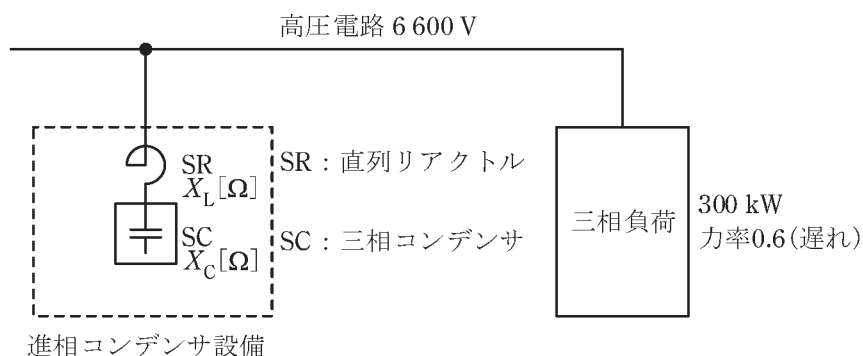 高圧電路 6 600 V
SR
X_L[Ω]
SC
X_C[Ω]
SR：直列リアクトル
SC：三相コンデンサ
進相コンデンサ設備
三相負荷
300 kW
力率0.6(遅れ)